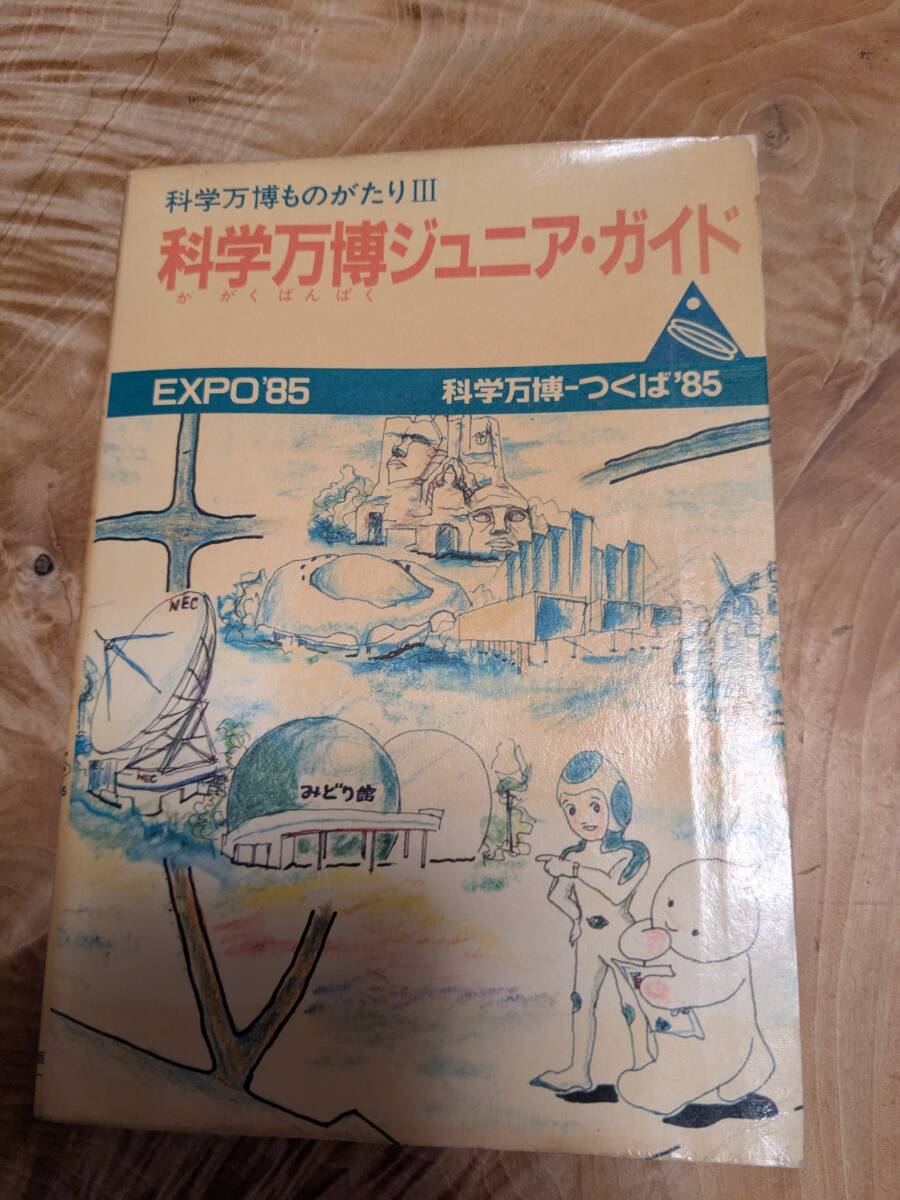 科学万博ものがたりIII
科学万博ジュニア・ガイド
かがくばんぱく
EXPO'85
科学万博-つくば'85
NEC
NEC
みどり館